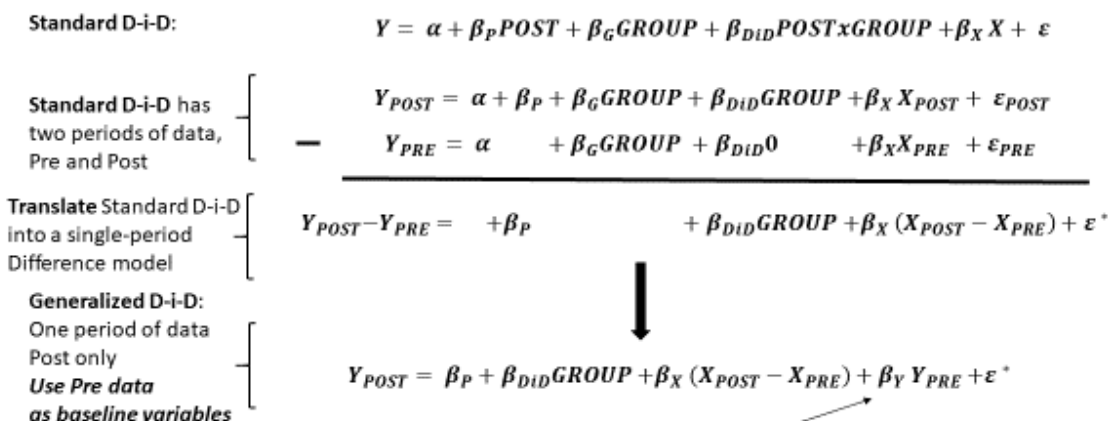 Standard D-i-D:
Y = α + β_P POST + β_G GROUP + β_DiD POSTxGROUP + β_X X + ε
Standard D-i-D has
two periods of data,
Pre and Post
Y_POST = α + β_P + β_G GROUP + β_DiD GROUP + β_X X_POST + ε_POST
− Y_PRE = α + β_G GROUP + β_DiD 0 + β_X X_PRE + ε_PRE
Translate Standard D-i-D
into a single-period
Difference model
Y_POST − Y_PRE = + β_P + β_DiD GROUP + β_X (X_POST − X_PRE) + ε*
Generalized D-i-D:
One period of data
Post only
Use Pre data
as baseline variables
Y_POST = β_P + β_DiD GROUP + β_X (X_POST − X_PRE) + β_Y Y_PRE + ε*